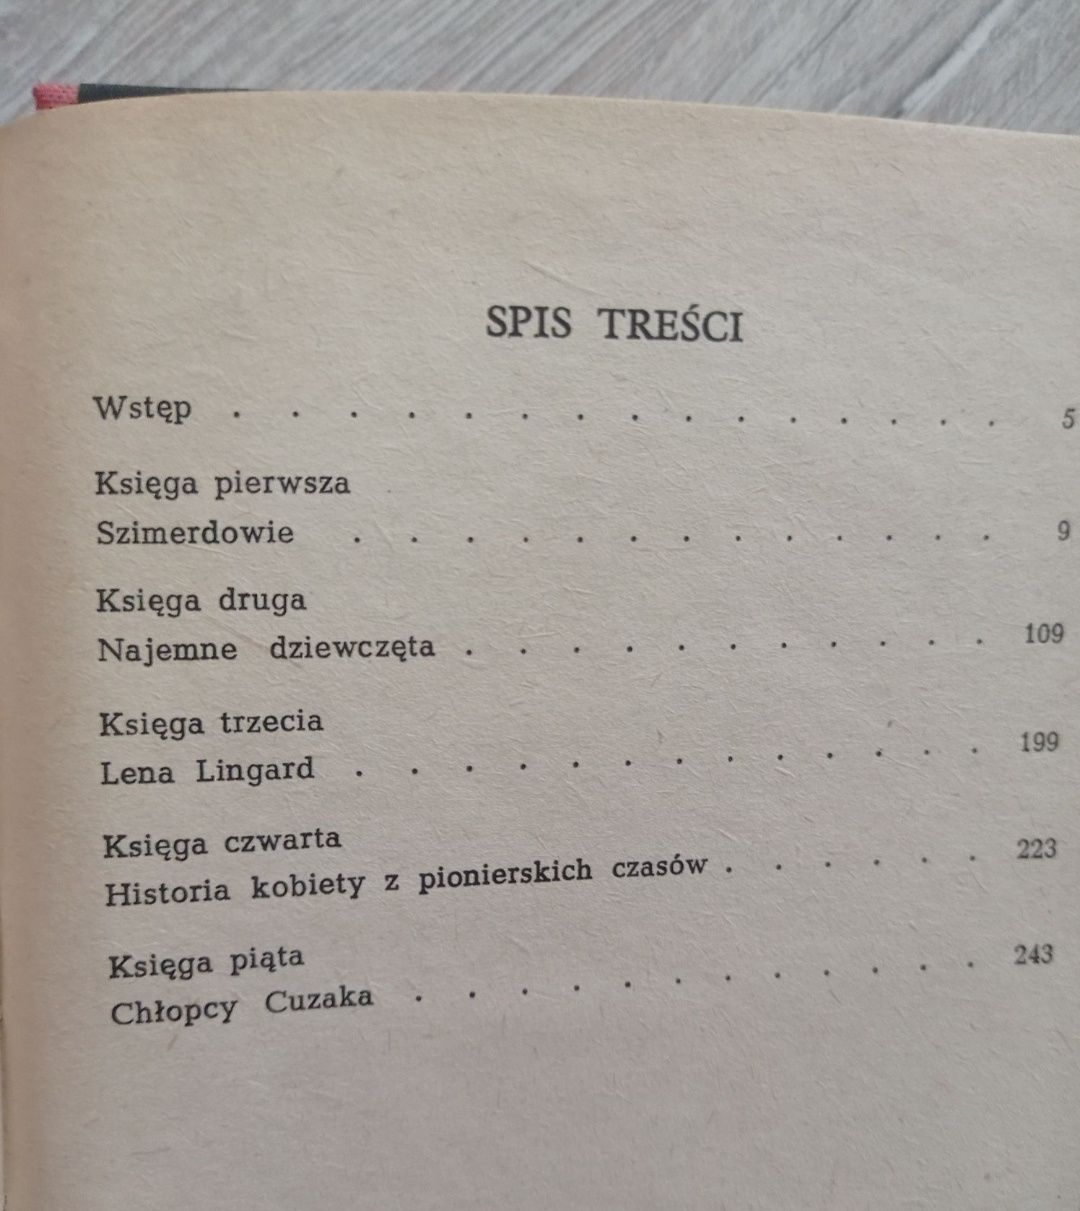 SPIS TREŚCI
Wstęp . . . . . . . . . . . . . . 5
Księga pierwsza
Szimerdowie . . . . . . . . . . . . 9
Księga druga
Najemne dziewczęta . . . . . . . . . . 109
Księga trzecia
Lena Lingard . . . . . . . . . . . . 199
Księga czwarta
Historia kobiety z pionierskich czasów . . . . . . 223
Księga piąta
Chłopcy Cuzaka . . . . . . . . . . . 243